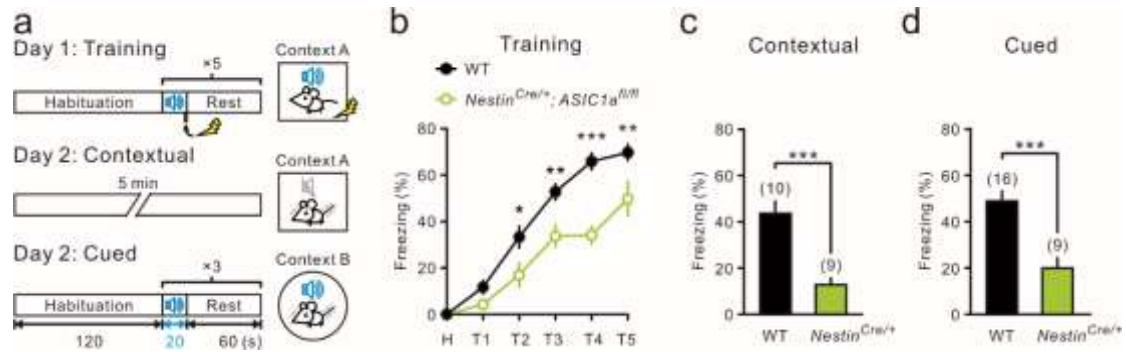 a
Day 1: Training
Context A
×5
Habituation
Rest
Day 2: Contextual
Context A
5 min
Day 2: Cued
Context B
×3
Habituation
Rest
120
20
60 (s)
b
Training
WT
NestinCre/+; ASIC1afl/fl
Freezing (%)
80
60
40
20
0
*
**
***
**
H T1 T2 T3 T4 T5
c
Contextual
Freezing (%)
80
60
40
20
0
***
(10)
(9)
WT NestinCre/+
d
Cued
Freezing (%)
80
60
40
20
0
***
(16)
(9)
WT NestinCre/+